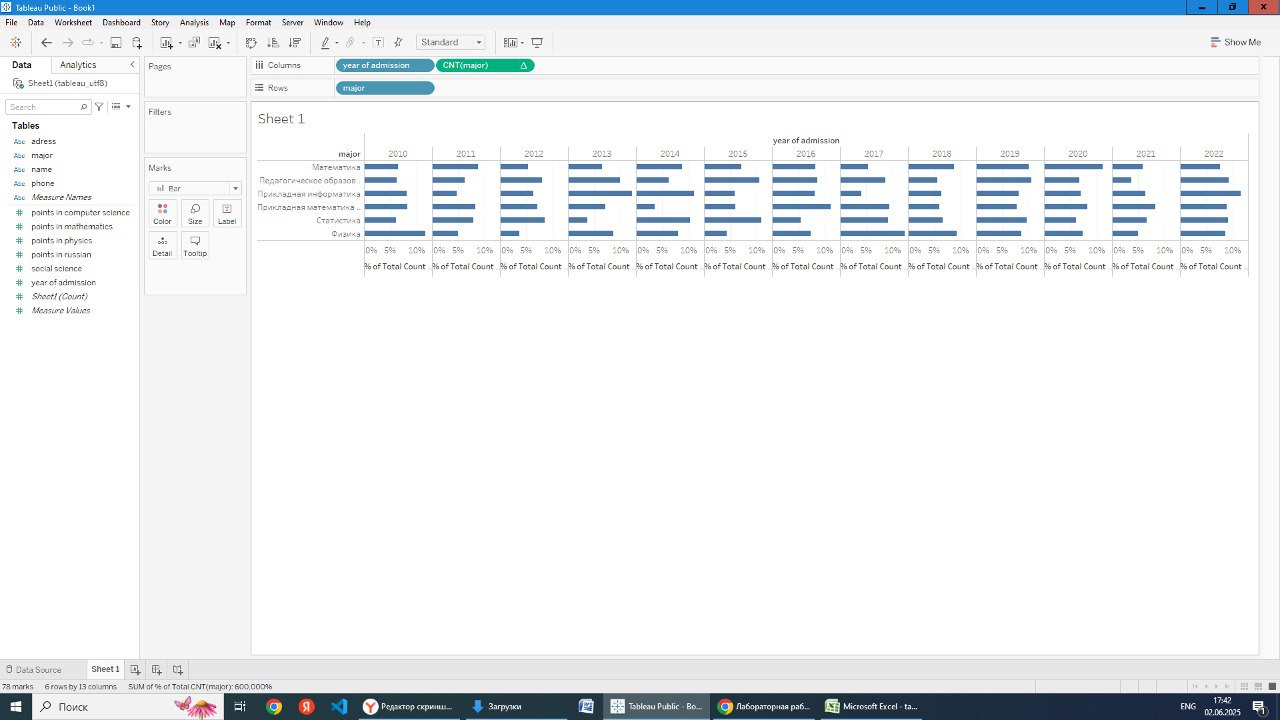 Tableau Public - Book1
File Data Worksheet Dashboard Story Analysis Map Format Server Window Help
Standard
Show Me
Data Analytics
Sheet1 (tableau_utf8)
Search
Tables
Abc adress
Abc major
Abc name
Abc phone
Abc Measure Names
points in computer science
points in mathematics
points in physics
points in russian
social science
year of admission
Sheet1 (Count)
Measure Values
Pages
Filters
Marks
Bar
Color Size Label
Detail Tooltip
Columns year of admission CNT(major)
Rows major
Sheet 1
year of admission
major 2010 2011 2012 2013 2014 2015 2016 2017 2018 2019 2020 2021 2022
Математика
Педагогическое образов..
Прикладная информатика
Прикладная математика ..
Статистика
Физика
0% 5% 10% 0% 5% 10% 0% 5% 10% 0% 5% 10% 0% 5% 10% 0% 5% 10% 0% 5% 10% 0% 5% 10% 0% 5% 10% 0% 5% 10% 0% 5% 10% 0% 5% 10% 0% 5% 10%
% of Total Count % of Total Count % of Total Count % of Total Count % of Total Count % of Total Count % of Total Count % of Total Count % of Total Count % of Total Count % of Total Count % of Total Count % of Total Count ..
Data Source Sheet 1
78 marks 6 rows by 13 columns SUM of % of Total CNT(major): 600,000%
Поиск
Редактор скринш...
Загрузки
Tableau Public - Bo...
Лабораторная раб...
Microsoft Excel - ta...
ENG
17:42
02.06.2025